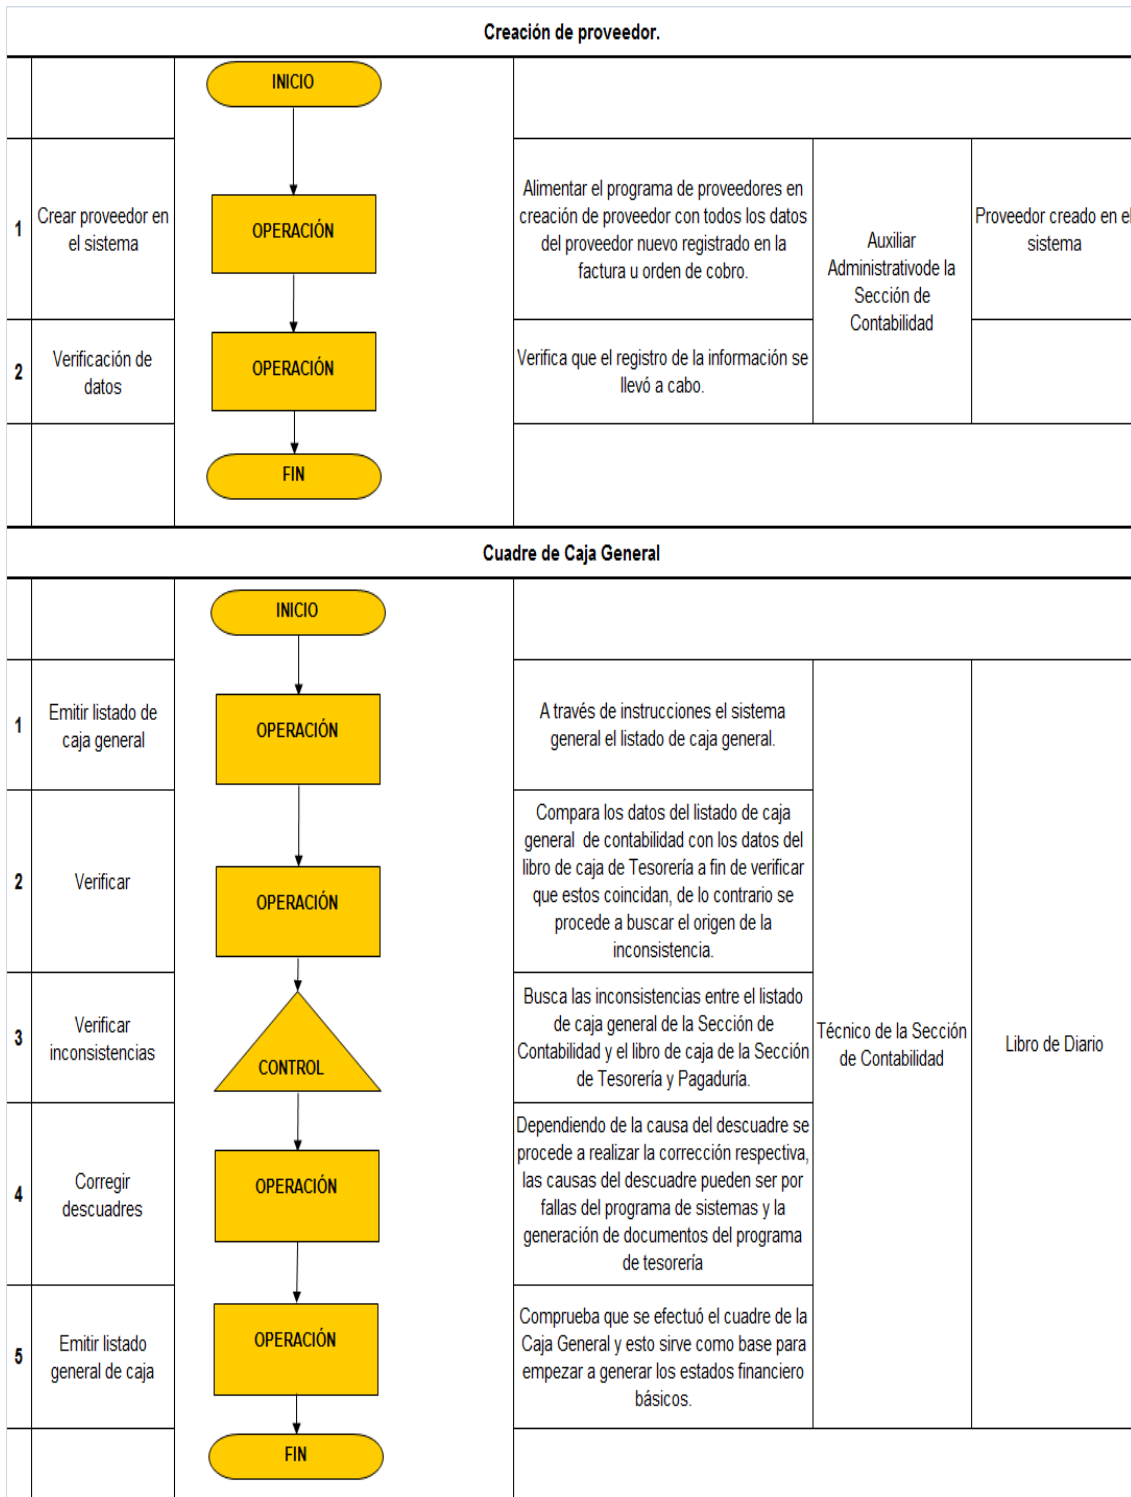 Creación de proveedor.
INICIO
1
Crear proveedor en
el sistema
OPERACIÓN
Alimentar el programa de proveedores en
creación de proveedor con todos los datos
del proveedor nuevo registrado en la
factura u orden de cobro.
Auxiliar
Administrativode la
Sección de
Contabilidad
Proveedor creado en el
sistema
2
Verificación de
datos
OPERACIÓN
Verifica que el registro de la información se
llevó a cabo.
FIN
Cuadre de Caja General
INICIO
1
Emitir listado de
caja general
OPERACIÓN
A través de instrucciones el sistema
general el listado de caja general.
2
Verificar
OPERACIÓN
Compara los datos del listado de caja
general de contabilidad con los datos del
libro de caja de Tesorería a fin de verificar
que estos coincidan, de lo contrario se
procede a buscar el origen de la
inconsistencia.
3
Verificar
inconsistencias
CONTROL
Busca las inconsistencias entre el listado
de caja general de la Sección de
Contabilidad y el libro de caja de la Sección
de Tesorería y Pagaduría.
Técnico de la Sección
de Contabilidad
Libro de Diario
4
Corregir
descuadres
OPERACIÓN
Dependiendo de la causa del descuadre se
procede a realizar la corrección respectiva,
las causas del descuadre pueden ser por
fallas del programa de sistemas y la
generación de documentos del programa
de tesorería
5
Emitir listado
general de caja
OPERACIÓN
Comprueba que se efectuó el cuadre de la
Caja General y esto sirve como base para
empezar a generar los estados financiero
básicos.
FIN